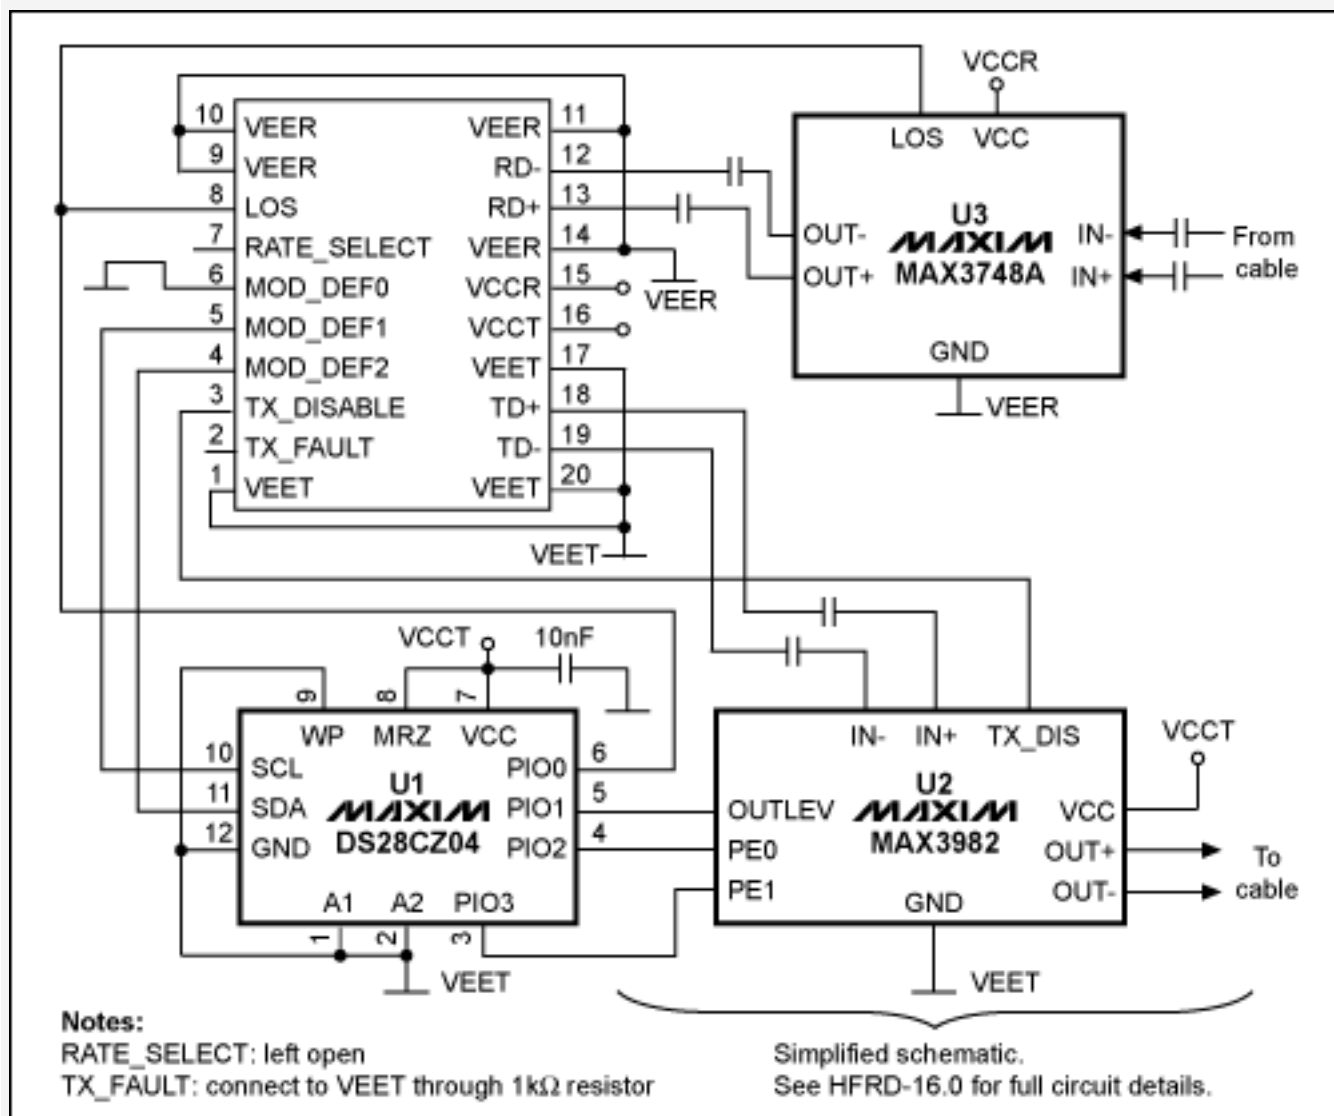 VCCR
10 VEER VEER 11
9 VEER RD- 12
8 LOS RD+ 13
7 RATE_SELECT VEER 14
6 MOD_DEF0 VCCR 15
5 MOD_DEF1 VCCT 16
4 MOD_DEF2 VEET 17
3 TX_DISABLE TD+ 18
2 TX_FAULT TD- 19
1 VEET VEET 20
VEER
VEET
LOS VCC
U3
MAXIM
MAX3748A
OUT- IN-
OUT+ IN+
GND
VEER
From
cable
VCCT 10nF
9 8 7
WP MRZ VCC
10 SCL PIO0 6
11 SDA PIO1 5
12 GND PIO2 4
U1
MAXIM
DS28CZ04
A1 A2 PIO3
1 2 3
VEET
IN- IN+ TX_DIS
U2
MAXIM
MAX3982
OUTLEV VCC
PE0 OUT+
PE1 OUT-
GND
VEET
VCCT
To
cable
Notes:
RATE_SELECT: left open
TX_FAULT: connect to VEET through 1kΩ resistor
Simplified schematic.
See HFRD-16.0 for full circuit details.